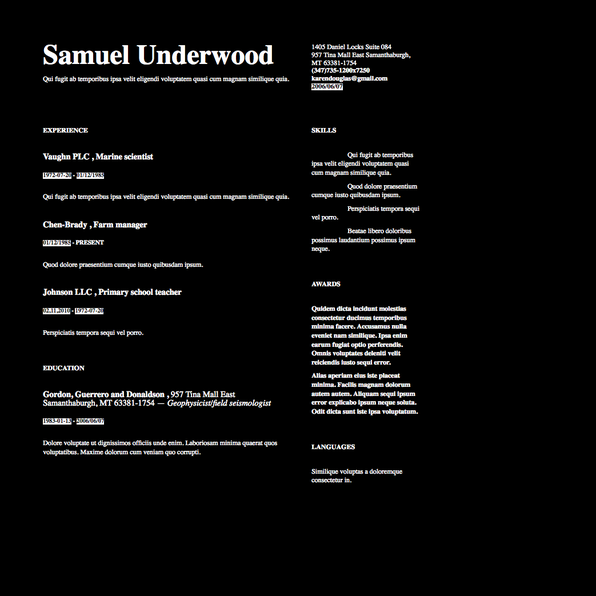 Samuel Underwood
Qui fugit ab temporibus ipsa velit eligendi voluptatem quasi cum magnam similique quia.
1405 Daniel Locks Suite 084
957 Tina Mall East Samanthaburgh,
MT 63381-1754
(347)735-1200x7250
karendouglas@gmail.com
2006/06/07
EXPERIENCE
Vaughn PLC , Marine scientist
1972-07-20 - 01/12/1988
Qui fugit ab temporibus ipsa velit eligendi voluptatem quasi cum magnam similique quia.
Chen-Brady , Farm manager
01/12/1988 - PRESENT
Quod dolore praesentium cumque iusto quibusdam ipsum.
Johnson LLC , Primary school teacher
02.11.2010 - 1972-07-20
Perspiciatis tempora sequi vel porro.
EDUCATION
Gordon, Guerrero and Donaldson , 957 Tina Mall East
Samanthaburgh, MT 63381-1754 — Geophysicist/field seismologist
1983-01-13 - 2006/06/07
Dolore voluptate ut dignissimos officiis unde enim. Laboriosam minima quaerat quos
voluptatibus. Maxime dolorum cum veniam quo corrupti.
SKILLS
Qui fugit ab temporibus
ipsa velit eligendi voluptatem quasi
cum magnam similique quia.
Quod dolore praesentium
cumque iusto quibusdam ipsum.
Perspiciatis tempora sequi
vel porro.
Beatae libero doloribus
possimus laudantium possimus ipsum
neque.
AWARDS
Quidem dicta incidunt molestias
consectetur ducimus temporibus
minima facere. Accusamus nulla
eveniet nam similique. Ipsa enim
earum fugiat optio perferendis.
Omnis voluptates deleniti velit
reiciendis iusto sequi error.
Alias aperiam eius iste placeat
minima. Facilis magnam dolorum
autem autem. Aliquam sequi ipsum
error explicabo ipsum neque soluta.
Odit dicta sunt iste ipsa voluptatum.
LANGUAGES
Similique voluptas a doloremque
consectetur in.